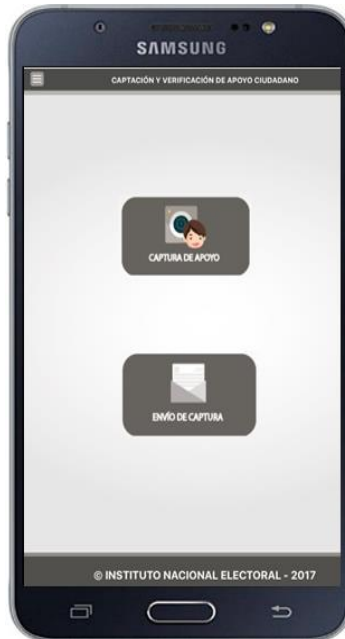 SAMSUNG
CAPTACIÓN Y VERIFICACIÓN DE APOYO CIUDADANO
CAPTURA DE APOYO
ENVÍO DE CAPTURA
© INSTITUTO NACIONAL ELECTORAL - 2017